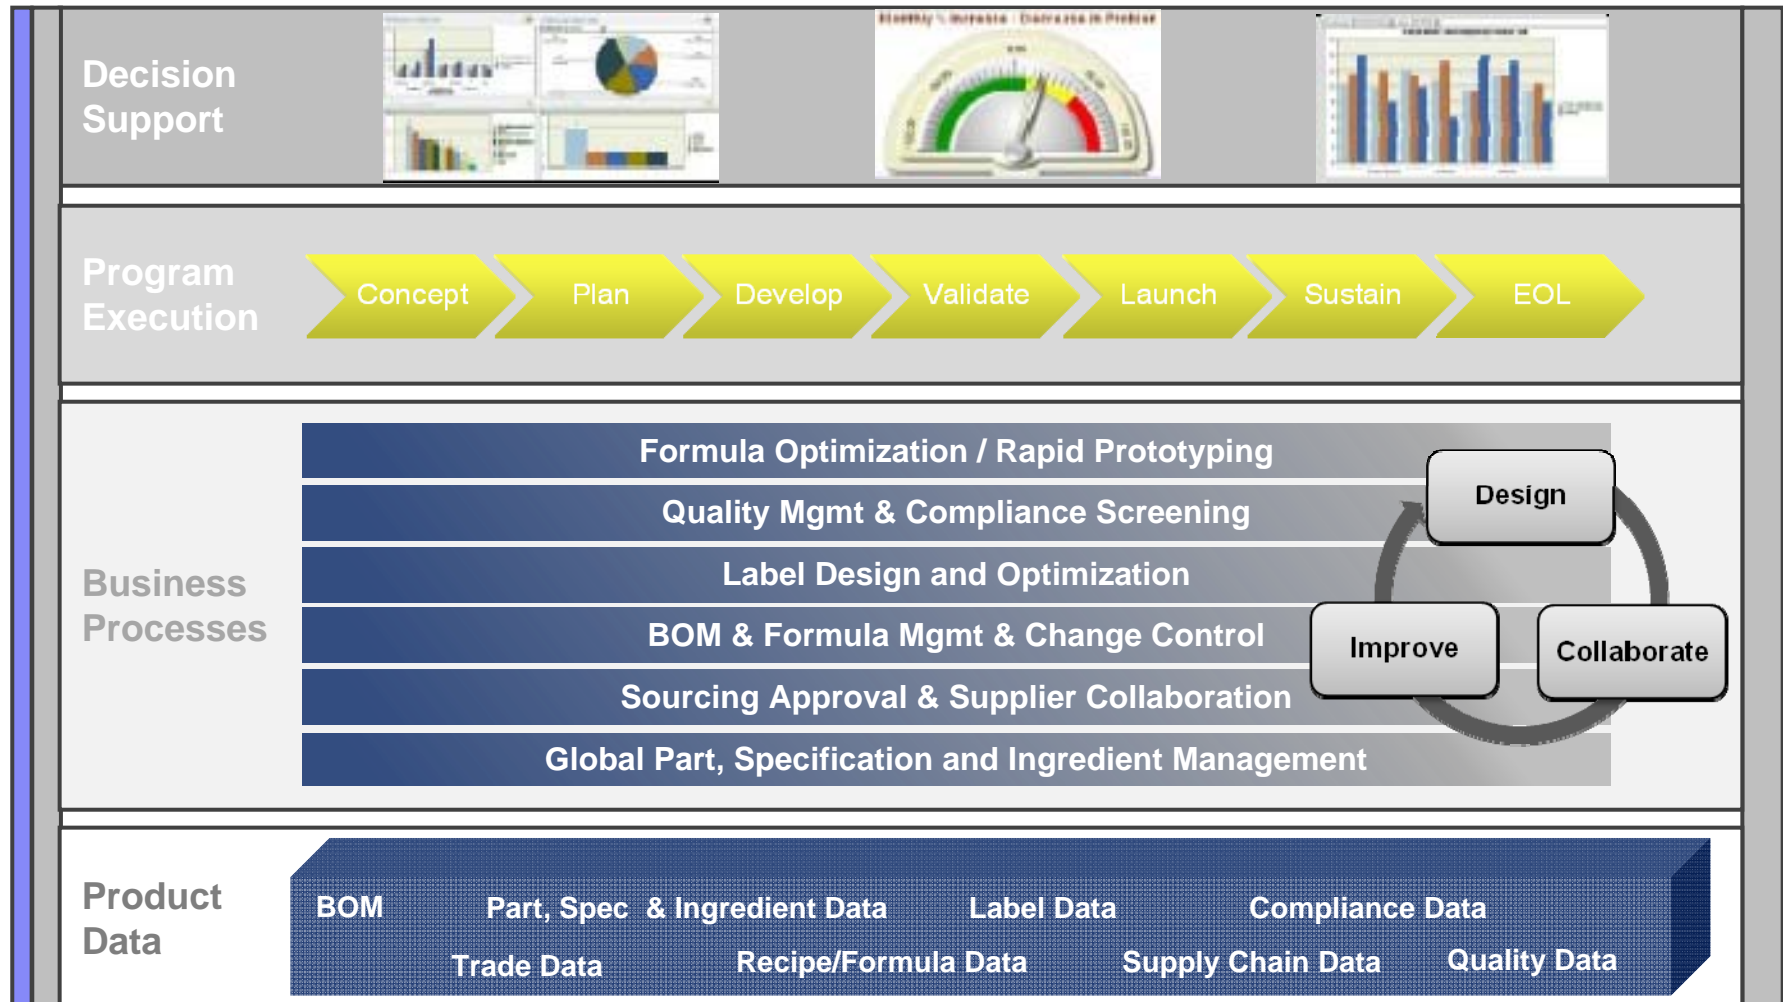 Decision
Support
Program
Execution
Concept
Plan
Develop
Validate
Launch
Sustain
EOL
Business
Processes
Formula Optimization / Rapid Prototyping
Quality Mgmt & Compliance Screening
Label Design and Optimization
BOM & Formula Mgmt & Change Control
Sourcing Approval & Supplier Collaboration
Global Part, Specification and Ingredient Management
Design
Improve
Collaborate
Product
Data
BOM
Part, Spec & Ingredient Data
Label Data
Compliance Data
Trade Data
Recipe/Formula Data
Supply Chain Data
Quality Data